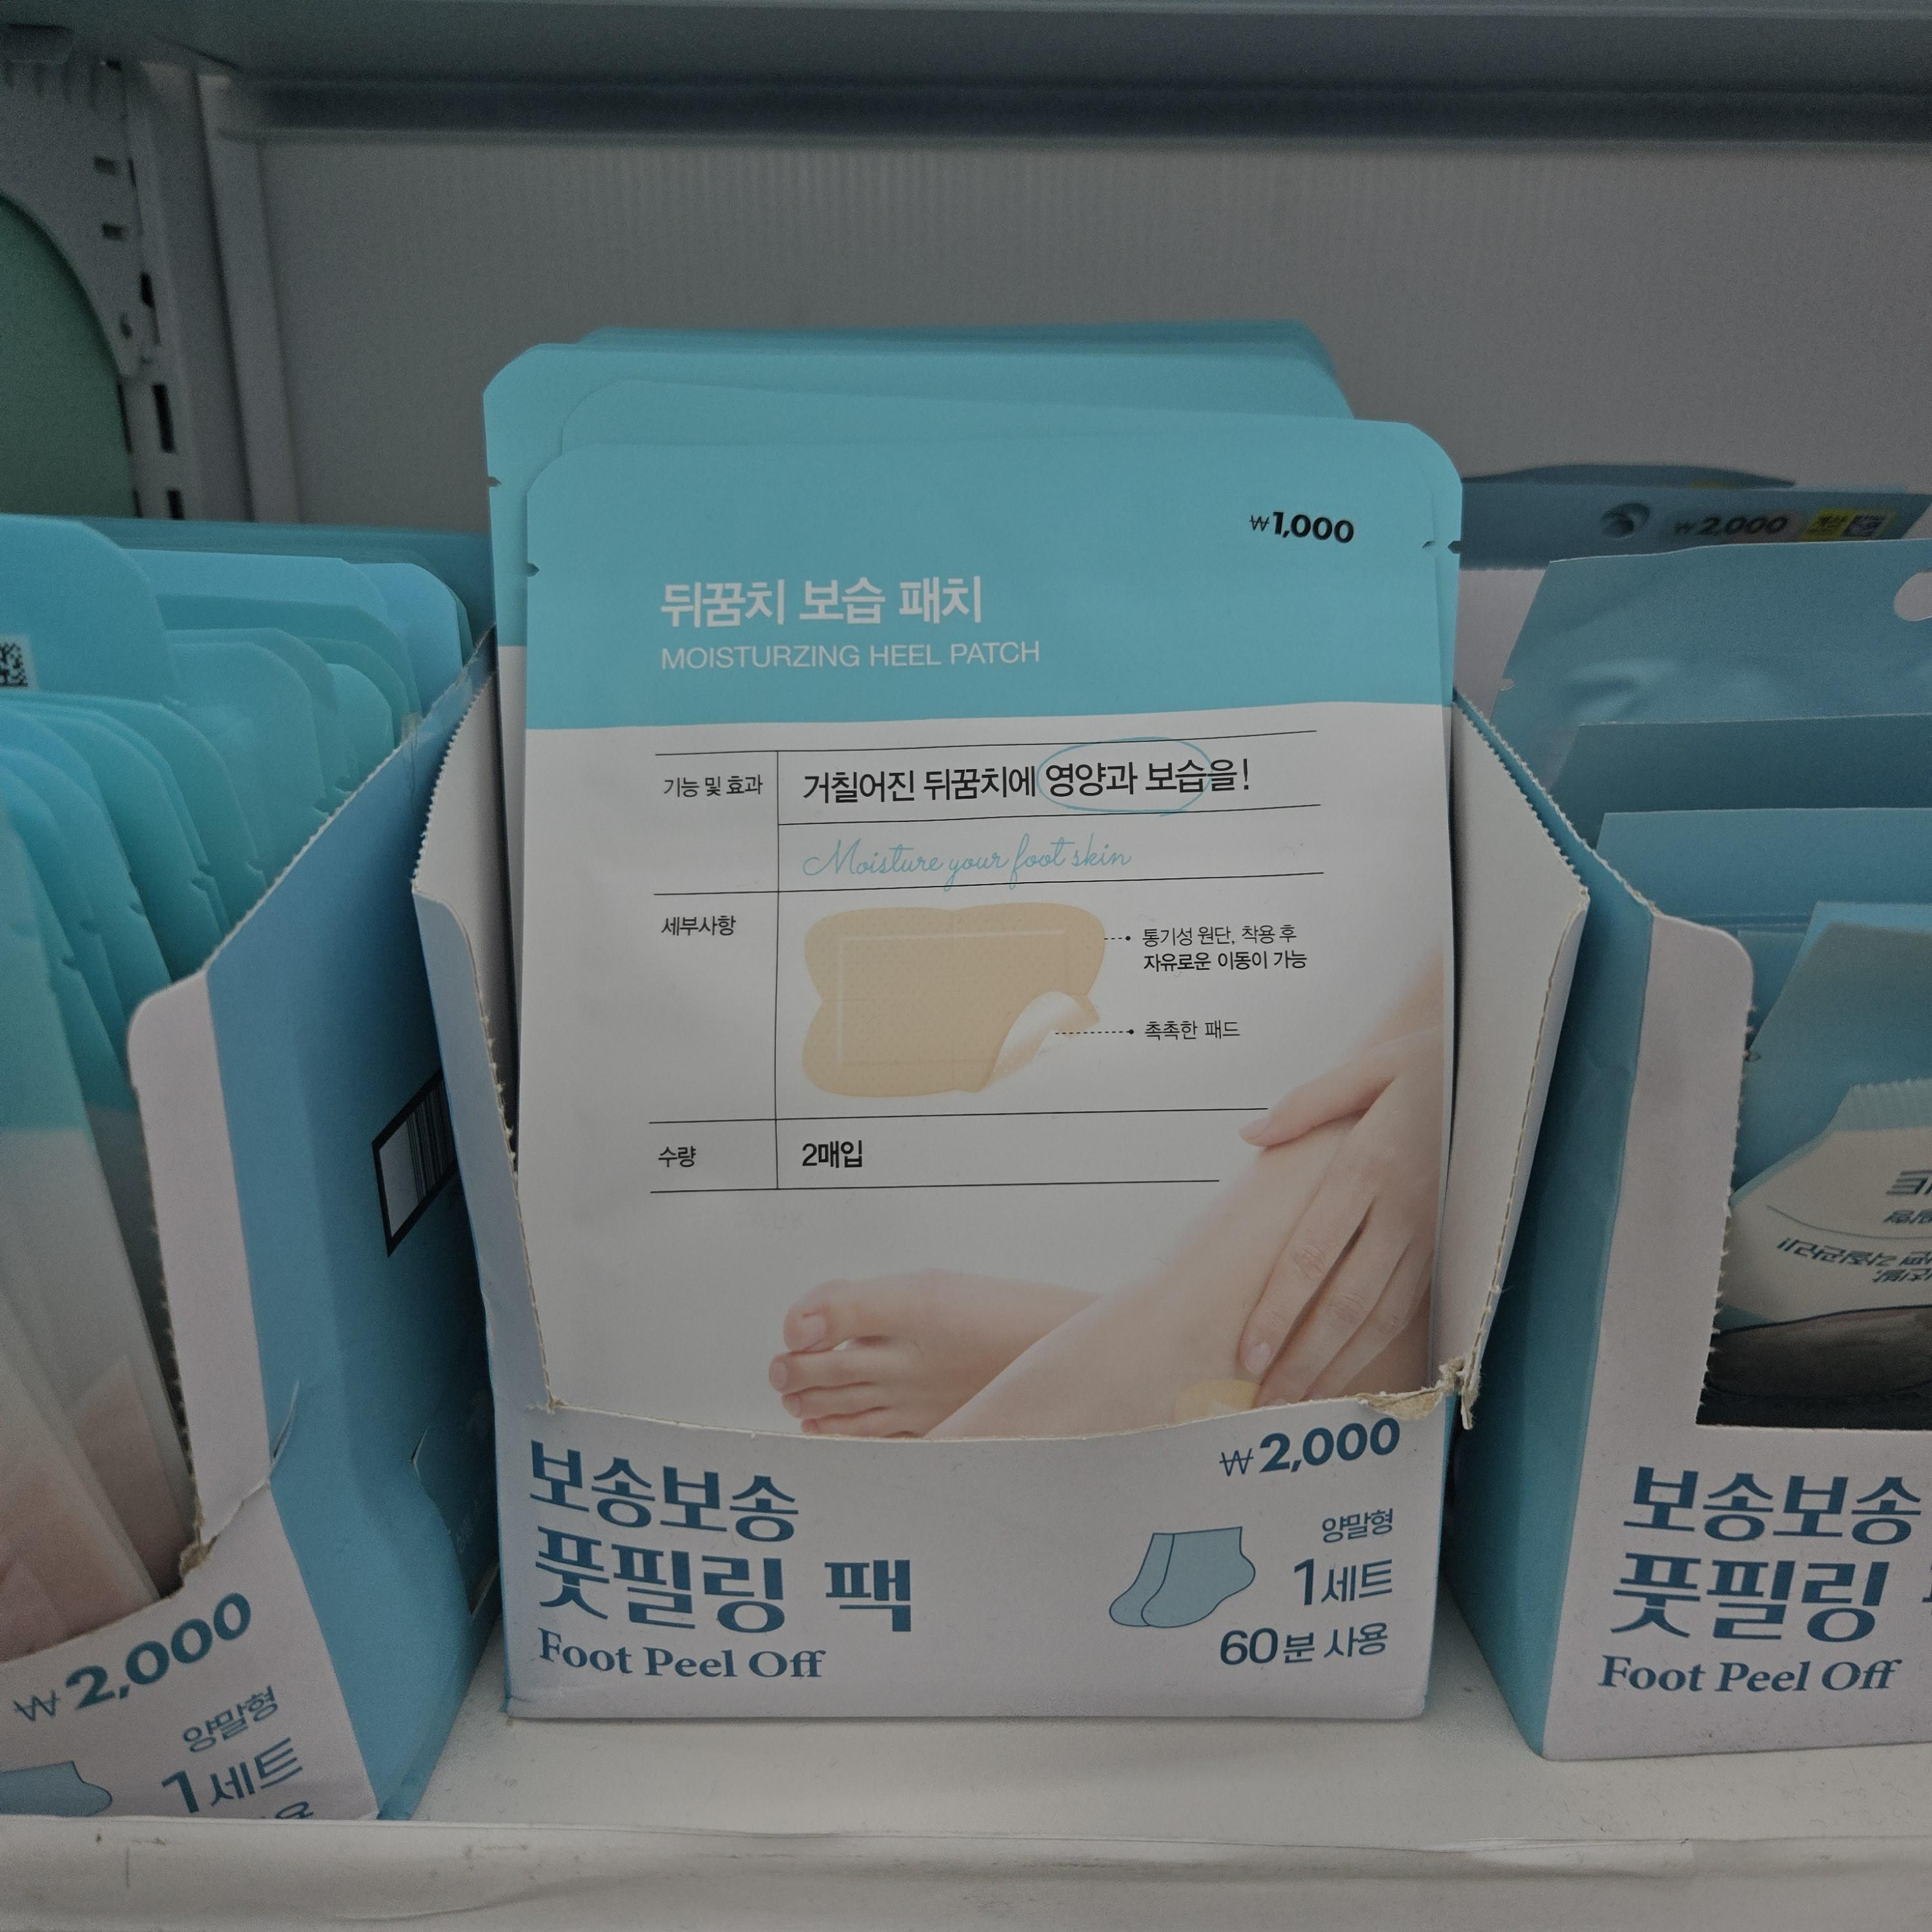 ₩1,000
뒤꿈치 보습 패치
MOISTURZING HEEL PATCH
기능 및 효과
거칠어진 뒤꿈치에 영양과 보습을!
Moisture your foot skin
세부사항
통기성 원단, 착용 후
자유로운 이동이 가능
촉촉한 패드
수량
2매입
₩2,000
보송보송
풋필링 팩
Foot Peel Off
양말형
1세트
60분 사용
₩2,000
양말형
1세트
₩2,000
보송보송
풋필링
Foot Peel Off